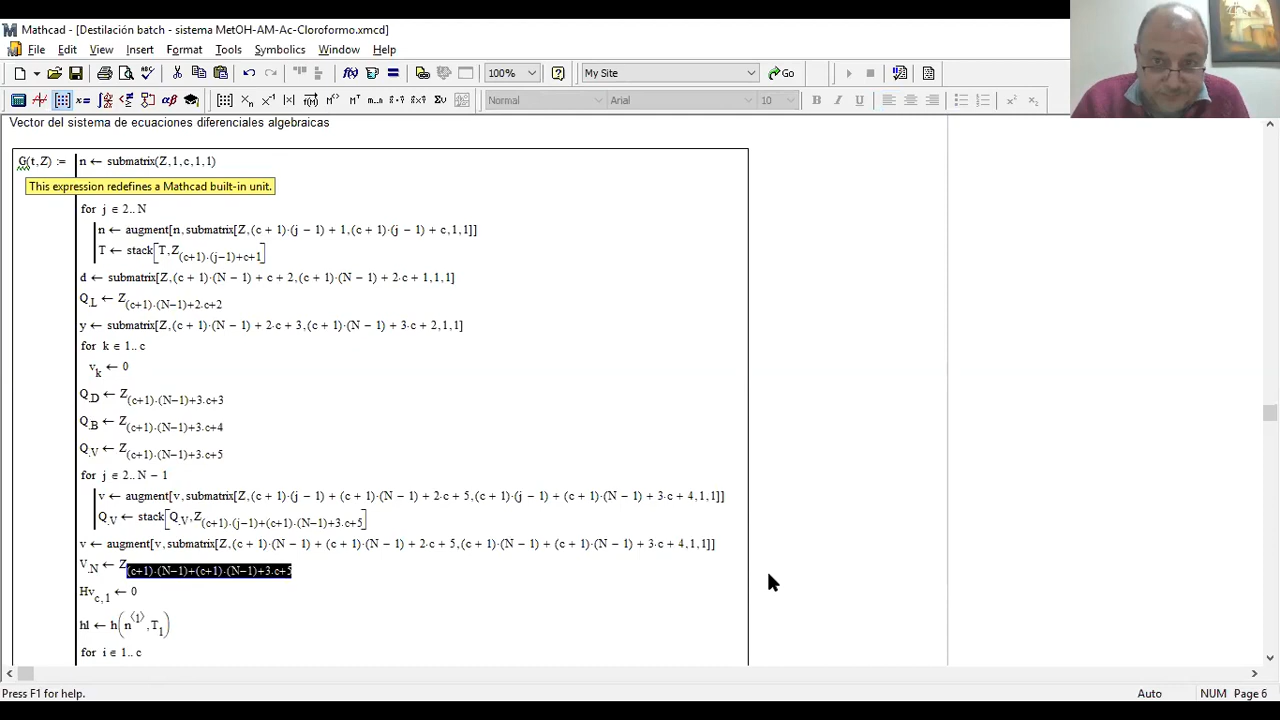 Mathcad - [Destilación batch - sistema MetOH-AM-Ac-Cloroformo.xmcd]
File Edit View Insert Format Tools Symbolics Window Help
100% My Site Go
Normal Arial 10 B I U
Vector del sistema de ecuaciones diferenciales algebraicas
G(t,Z) := n ← submatrix(Z,1,c,1,1)
This expression redefines a Mathcad built-in unit.
for j ∈ 2..N
n ← augment[n,submatrix[Z,(c + 1)·(j − 1) + 1,(c + 1)·(j − 1) + c,1,1]]
T ← stack[T,Z(c+1)·(j−1)+c+1]
d ← submatrix[Z,(c + 1)·(N − 1) + c + 2,(c + 1)·(N − 1) + 2·c + 1,1,1]
Q.L ← Z(c+1)·(N−1)+2·c+2
y ← submatrix[Z,(c + 1)·(N − 1) + 2·c + 3,(c + 1)·(N − 1) + 3·c + 2,1,1]
for k ∈ 1..c
vk ← 0
Q.D ← Z(c+1)·(N−1)+3·c+3
Q.B ← Z(c+1)·(N−1)+3·c+4
Q.V ← Z(c+1)·(N−1)+3·c+5
for j ∈ 2..N − 1
v ← augment[v,submatrix[Z,(c + 1)·(j − 1) + (c + 1)·(N − 1) + 2·c + 5,(c + 1)·(j − 1) + (c + 1)·(N − 1) + 3·c + 4,1,1]]
Q.V ← stack[Q.V,Z(c+1)·(j−1)+(c+1)·(N−1)+3·c+5]
v ← augment[v,submatrix[Z,(c + 1)·(N − 1) + (c + 1)·(N − 1) + 2·c + 5,(c + 1)·(N − 1) + (c + 1)·(N − 1) + 3·c + 4,1,1]]
V.N ← Z(c+1)·(N−1)+(c+1)·(N−1)+3·c+5
Hvc,1 ← 0
hl ← h(n⟨1⟩,T1)
for i ∈ 1..c
Press F1 for help. Auto NUM Page 6